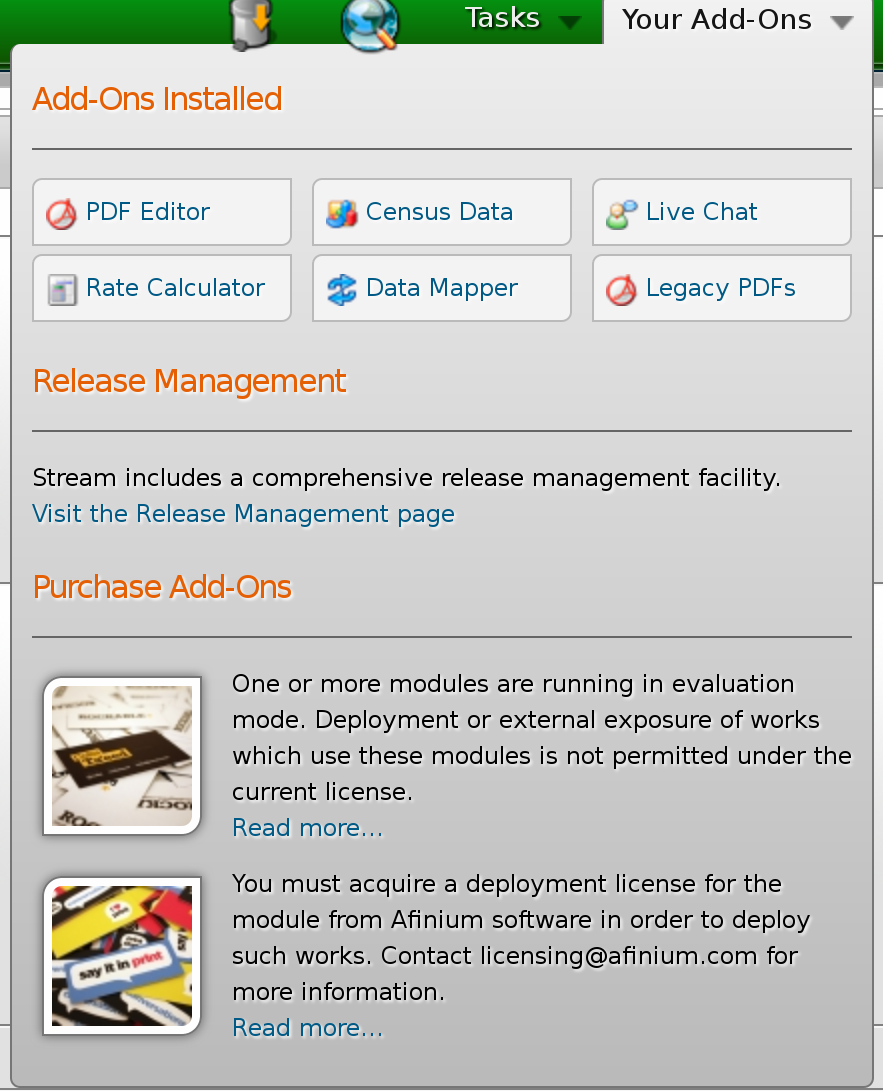 Tasks
Your Add-Ons
Add-Ons Installed
PDF Editor
Census Data
Live Chat
Rate Calculator
Data Mapper
Legacy PDFs
Release Management
Stream includes a comprehensive release management facility.
Visit the Release Management page
Purchase Add-Ons
One or more modules are running in evaluation
mode. Deployment or external exposure of works
which use these modules is not permitted under the
current license.
Read more...
You must acquire a deployment license for the
module from Afinium software in order to deploy
such works. Contact licensing@afinium.com for
more information.
Read more...
say it in print